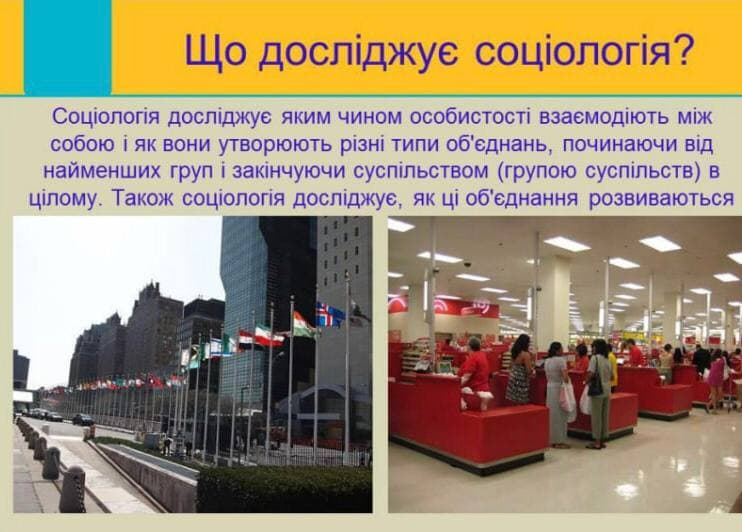 Що досліджує соціологія?
Соціологія досліджує яким чином особистості взаємодіють між
собою і як вони утворюють різні типи об'єднань, починаючи від
найменших груп і закінчуючи суспільством (групою суспільств) в
цілому. Також соціологія досліджує, як ці об'єднання розвиваються